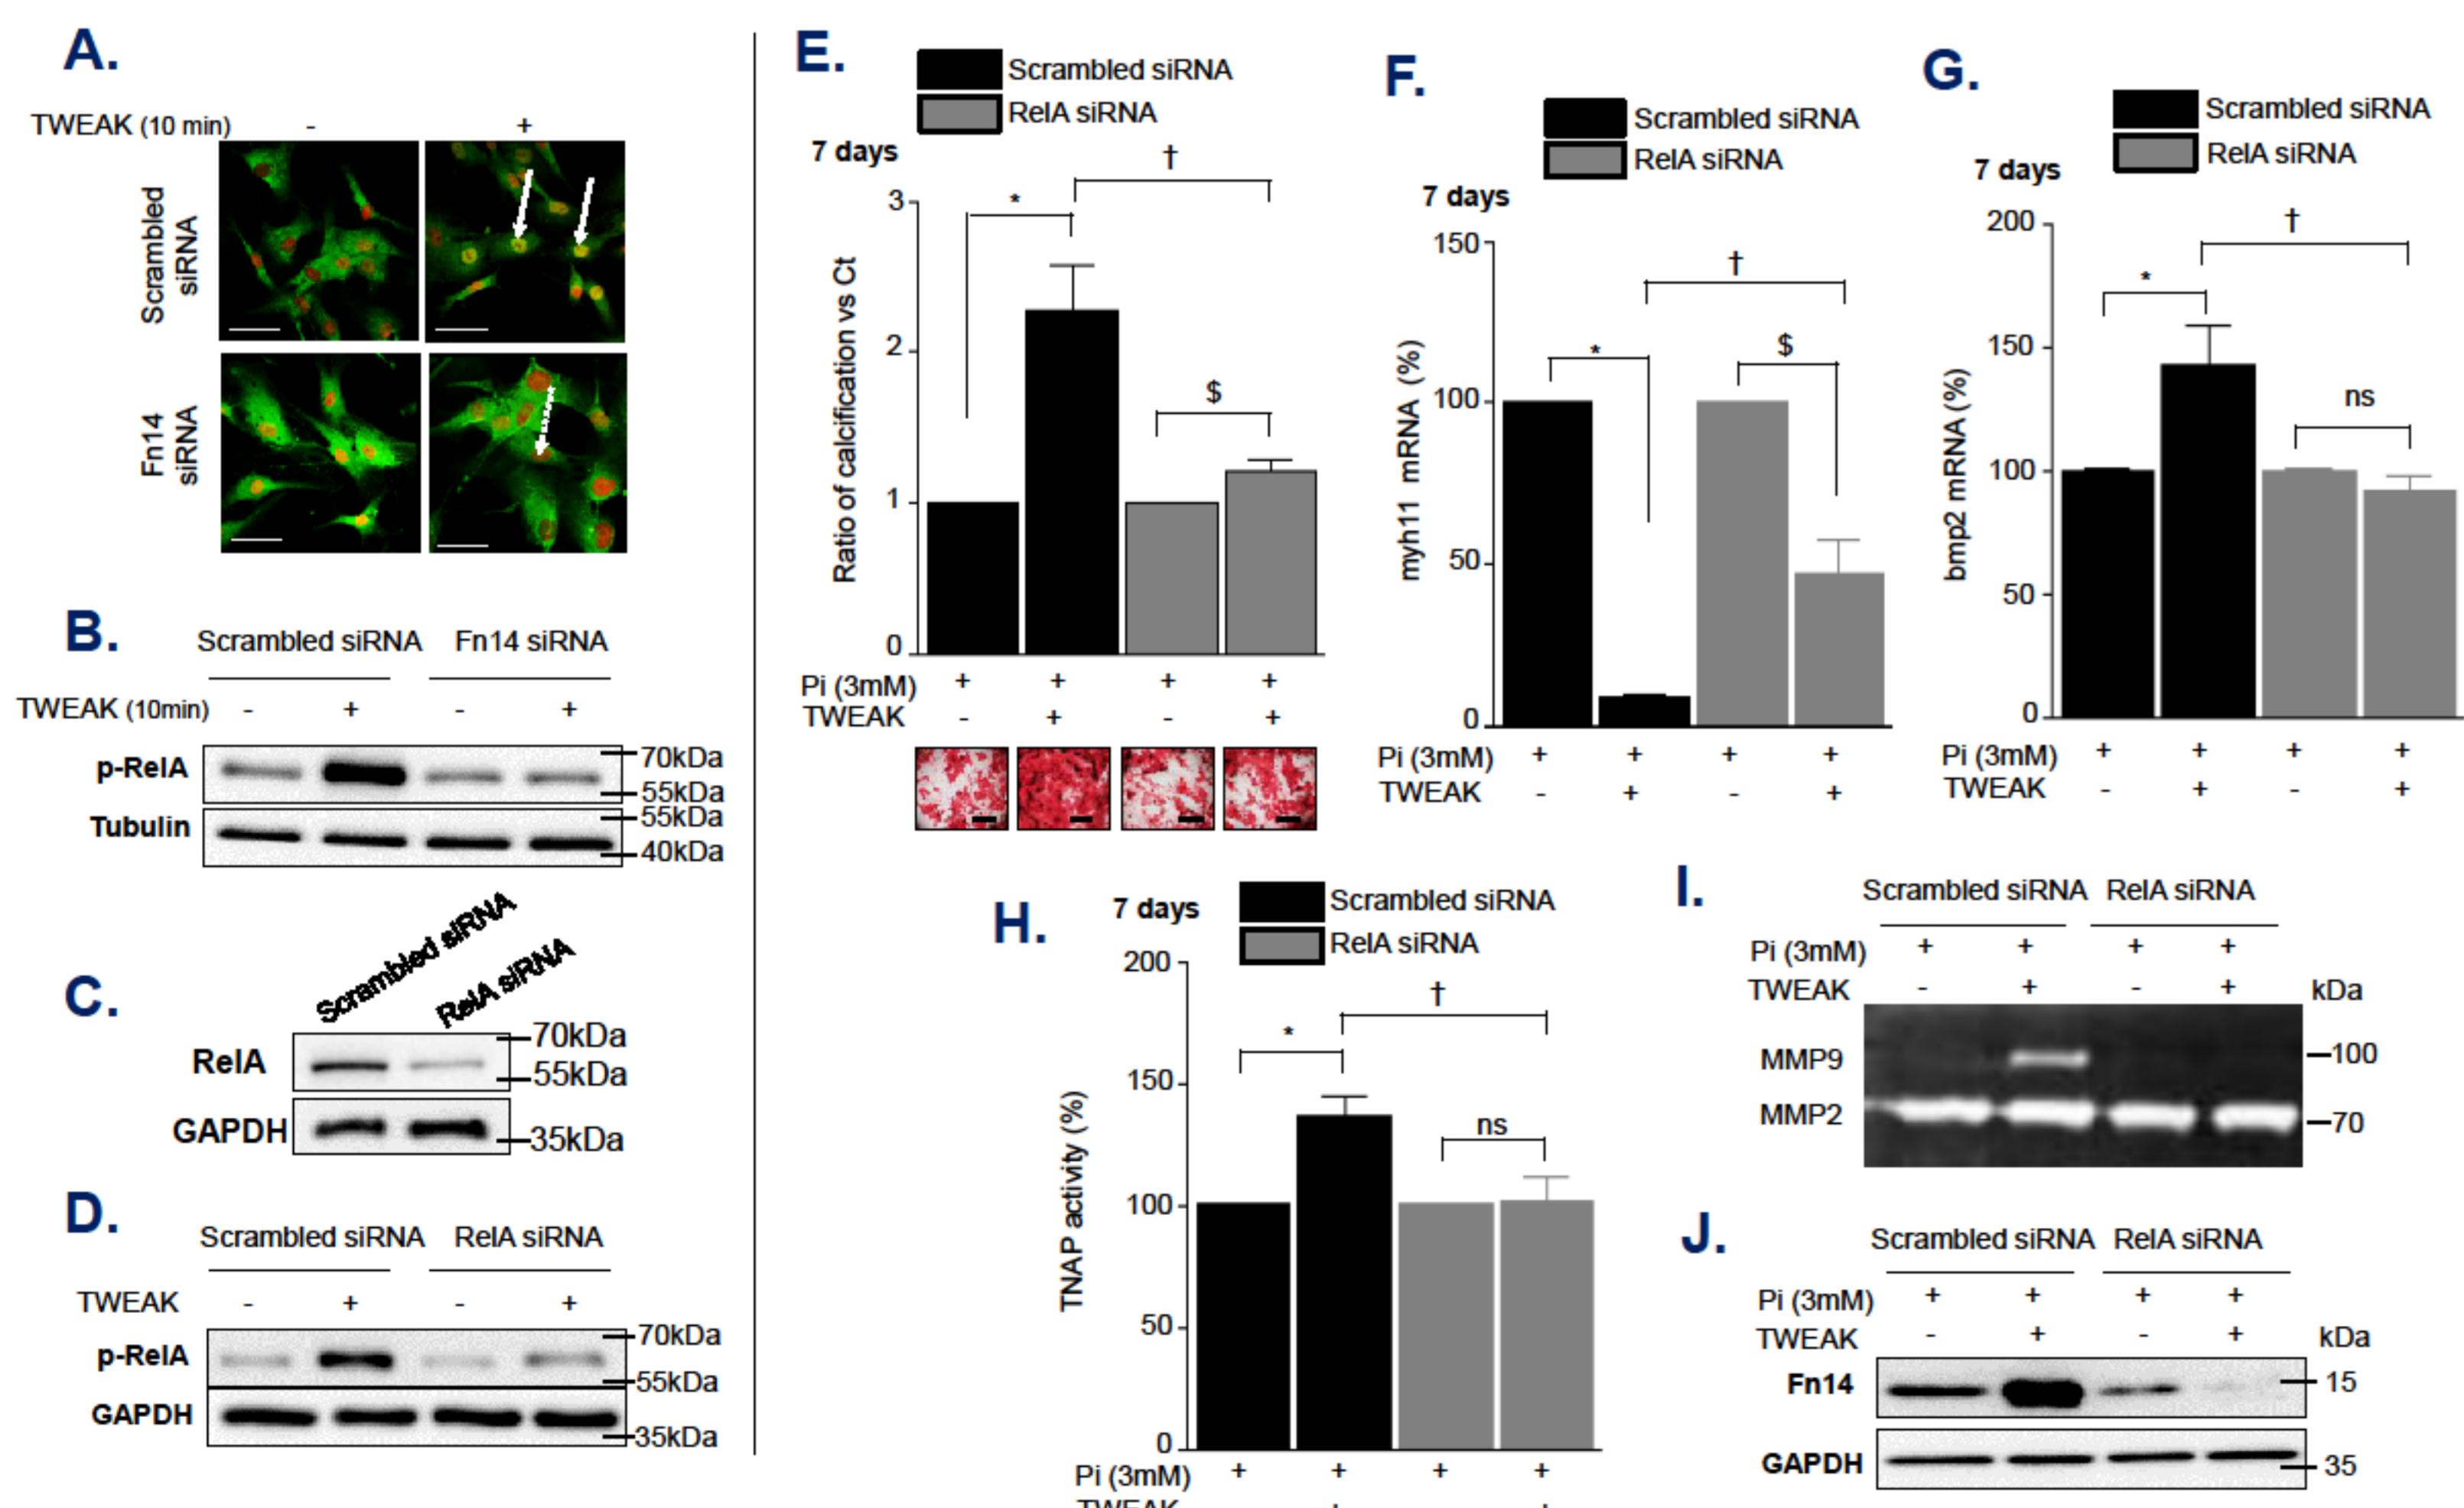 A.
TWEAK (10 min) - +
Scrambled
siRNA
Fn14
siRNA
B.
Scrambled siRNA Fn14 siRNA
TWEAK (10min) - + - +
p-RelA
70kDa
55kDa
Tubulin
55kDa
40kDa
C.
Scrambled siRNA
RelA siRNA
RelA
70kDa
55kDa
GAPDH
35kDa
D.
Scrambled siRNA RelA siRNA
TWEAK - + - +
p-RelA
70kDa
55kDa
GAPDH
35kDa
E.
Scrambled siRNA
RelA siRNA
7 days
Ratio of calcification vs Ct
3
2
1
0
* † $
Pi (3mM) + + + +
TWEAK - + - +
F.
Scrambled siRNA
RelA siRNA
7 days
myh11 mRNA (%)
150
100
50
0
* † $
Pi (3mM) + + + +
TWEAK - + - +
G.
Scrambled siRNA
RelA siRNA
7 days
bmp2 mRNA (%)
200
150
100
50
0
* † ns
Pi (3mM) + + + +
TWEAK - + - +
H.
7 days
Scrambled siRNA
RelA siRNA
TNAP activity (%)
200
150
100
50
0
* † ns
Pi (3mM) + + + +
TWEAK
I.
Scrambled siRNA RelA siRNA
Pi (3mM) + + + +
TWEAK - + - + kDa
MMP9 100
MMP2 70
J.
Scrambled siRNA RelA siRNA
Pi (3mM) + + + +
TWEAK - + - + kDa
Fn14 15
GAPDH 35